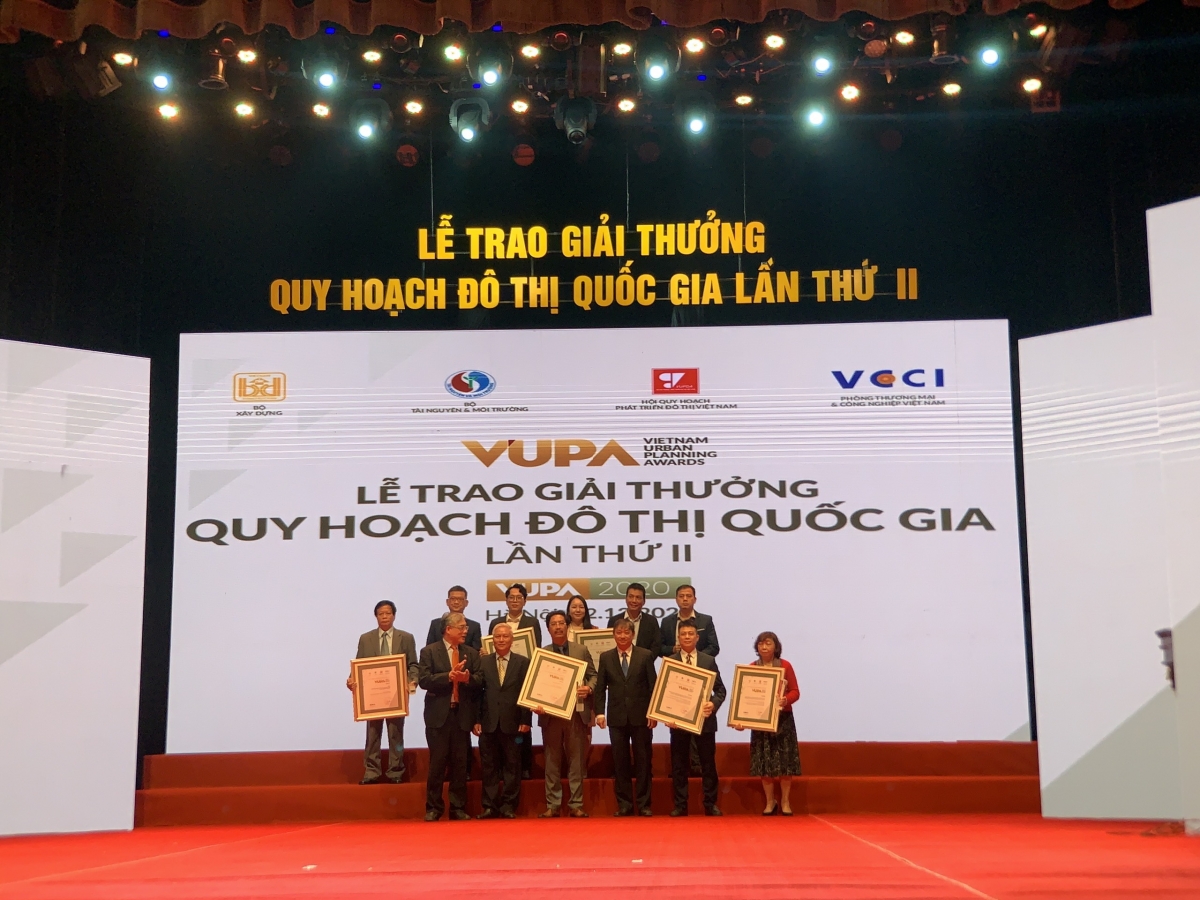 LỄ TRAO GIẢI THƯỞNG
QUY HOẠCH ĐÔ THỊ QUỐC GIA LẦN THỨ II
BỘ
XÂY DỰNG
BỘ
TÀI NGUYÊN & MÔI TRƯỜNG
HỘI QUY HOẠCH
PHÁT TRIỂN ĐÔ THỊ VIỆT NAM
VCCI
PHÒNG THƯƠNG MẠI
& CÔNG NGHIỆP VIỆT NAM
VUPA
VIETNAM
URBAN
PLANNING
AWARDS
LỄ TRAO GIẢI THƯỞNG
QUY HOẠCH ĐÔ THỊ QUỐC GIA
LẦN THỨ II
VUPA 2020
Hà Nội